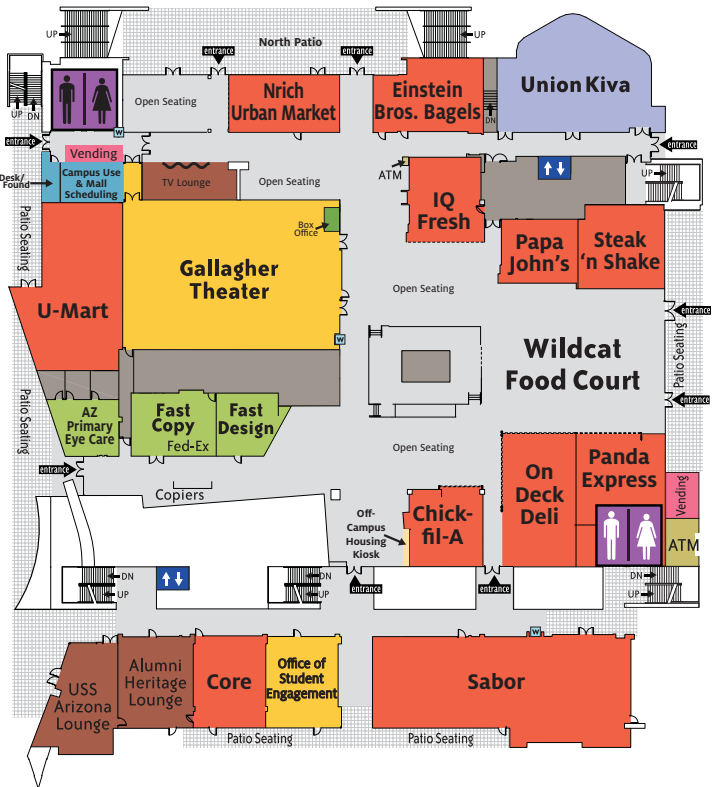 UP
North Patio
UP
entrance
entrance
Union Kiva
Einstein
Bros. Bagels
Nrich
Urban Market
Open Seating
UP
DN
DN
W
entrance
entrance
Vending
Desk/
Found
Campus Use
& Mall
Scheduling
TV Lounge
Open Seating
ATM
IQ
Fresh
UP
Box
Office
Papa
John's
Steak
'n Shake
Patio Seating
Gallagher
Theater
Open Seating
U-Mart
entrance
W
Wildcat
Food Court
Patio Seating
Patio Seating
entrance
AZ
Primary
Eye Care
Fast
Copy
Fed-Ex
Fast
Design
Open Seating
entrance
Copiers
On
Deck
Deli
Panda
Express
Vending
Off-
Campus
Housing
Kiosk
Chick-
fil-A
ATM
DN
UP
DN
UP
entrance
entrance
DN
UP
W
USS
Arizona
Lounge
Alumni
Heritage
Lounge
Core
Office of
Student
Engagement
Sabor
Patio Seating
Patio Seating